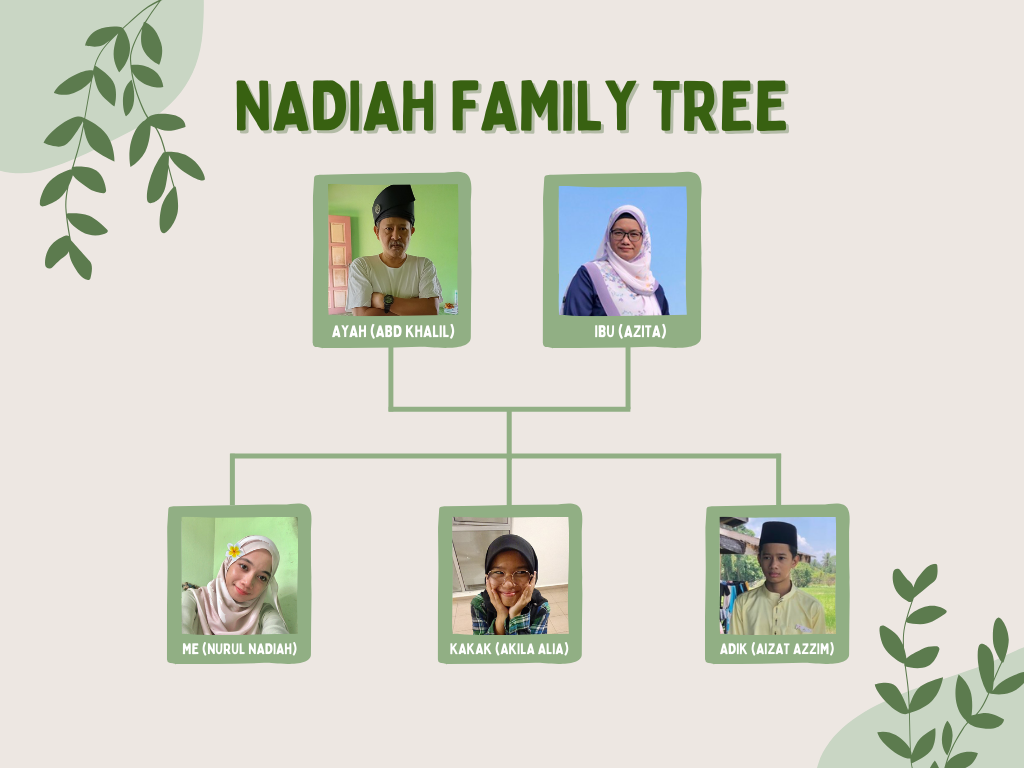 NADIAH FAMILY TREE
AYAH (ABD KHALIL)
IBU (AZITA)
ME (NURUL NADIAH)
KAKAK (AKILA ALIA)
ADIK (AIZAT AZZIM)